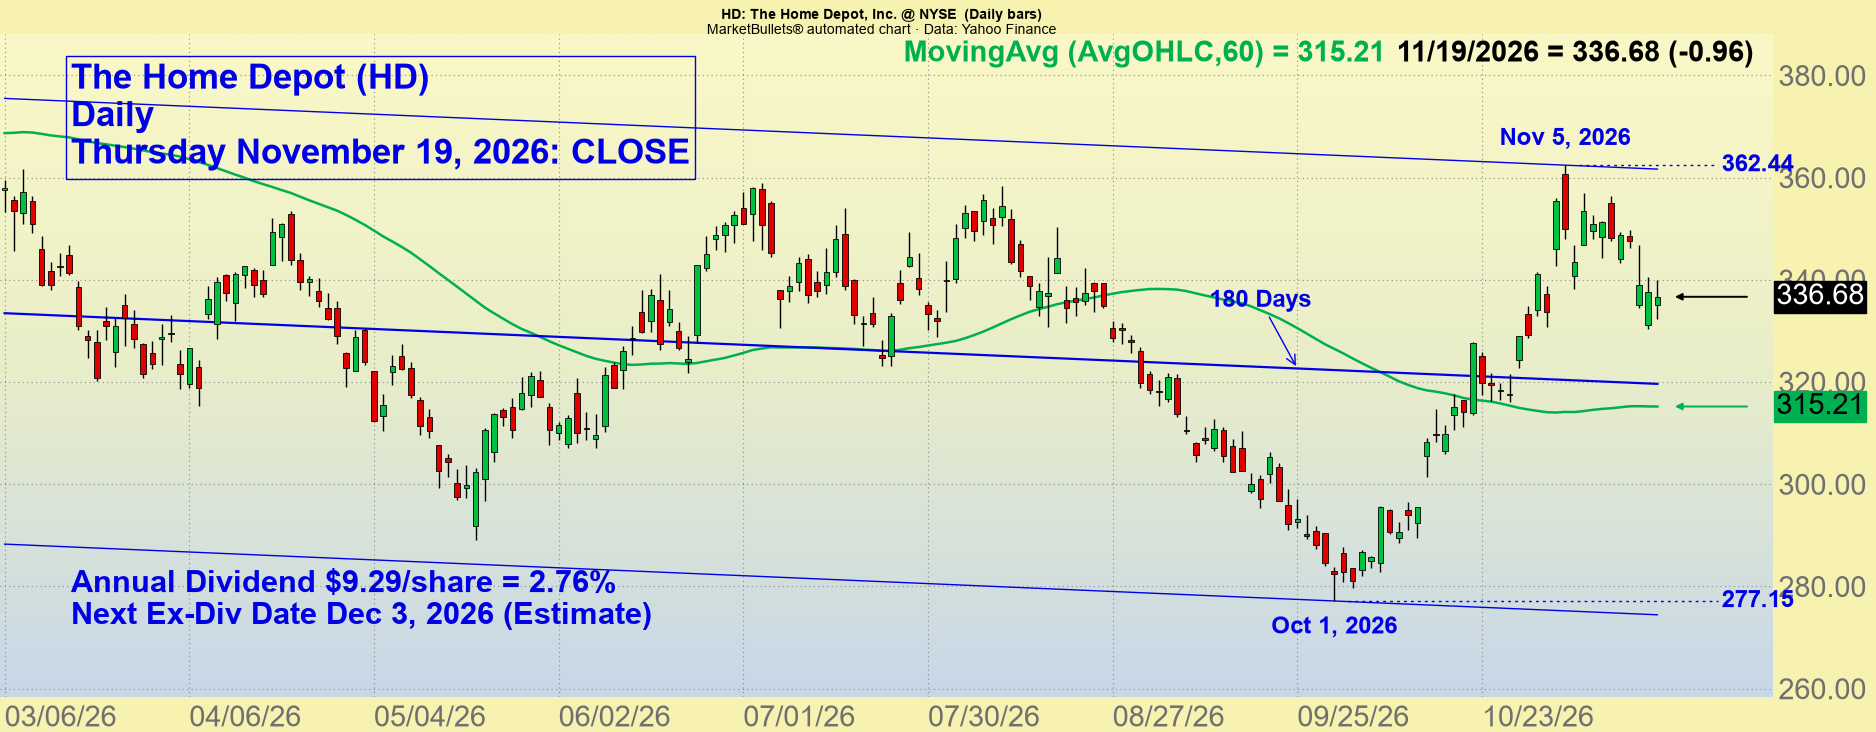 HD: The Home Depot, Inc. @ NYSE (Daily bars)
MarketBullets® automated chart · Data: Yahoo Finance
MovingAvg (AvgOHLC,60) = 315.21 11/19/2026 = 336.68 (-0.96)
The Home Depot (HD)
Daily
Thursday November 19, 2026: CLOSE
380.00
Nov 5, 2026
362.44
360.00
340.00
336.68
180 Days
320.00
315.21
300.00
Annual Dividend $9.29/share = 2.76%
Next Ex-Div Date Dec 3, 2026 (Estimate)
280.00
277.15
Oct 1, 2026
260.00
03/06/26 04/06/26 05/04/26 06/02/26 07/01/26 07/30/26 08/27/26 09/25/26 10/23/26